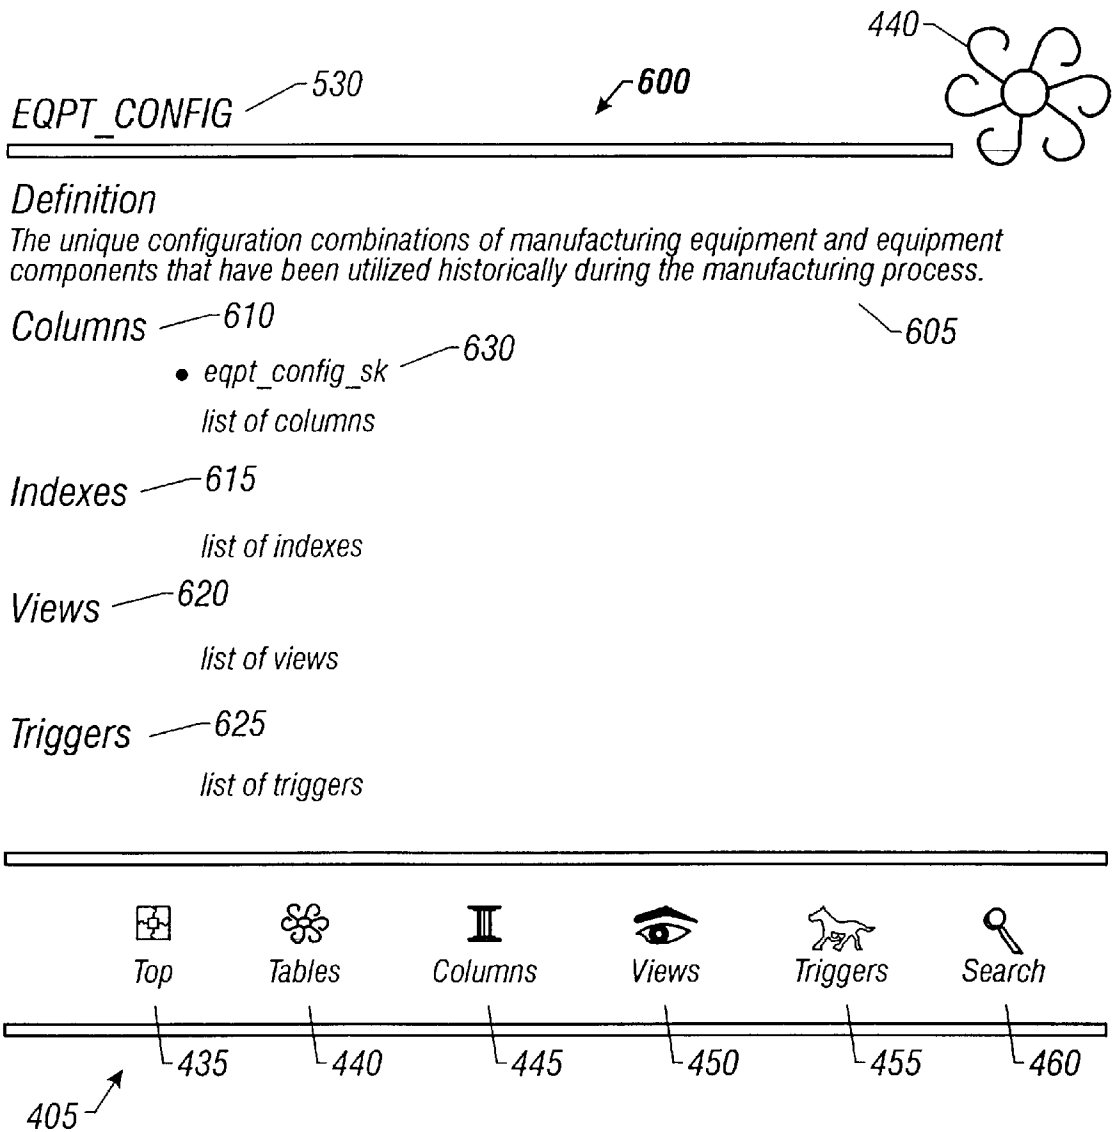 440
530
600
EQPT_CONFIG
Definition
The unique configuration combinations of manufacturing equipment and equipment
components that have been utilized historically during the manufacturing process.
Columns 610
605
• eqpt_config_sk 630
list of columns
Indexes 615
list of indexes
Views 620
list of views
Triggers 625
list of triggers
Top Tables Columns Views Triggers Search
435 440 445 450 455 460
405